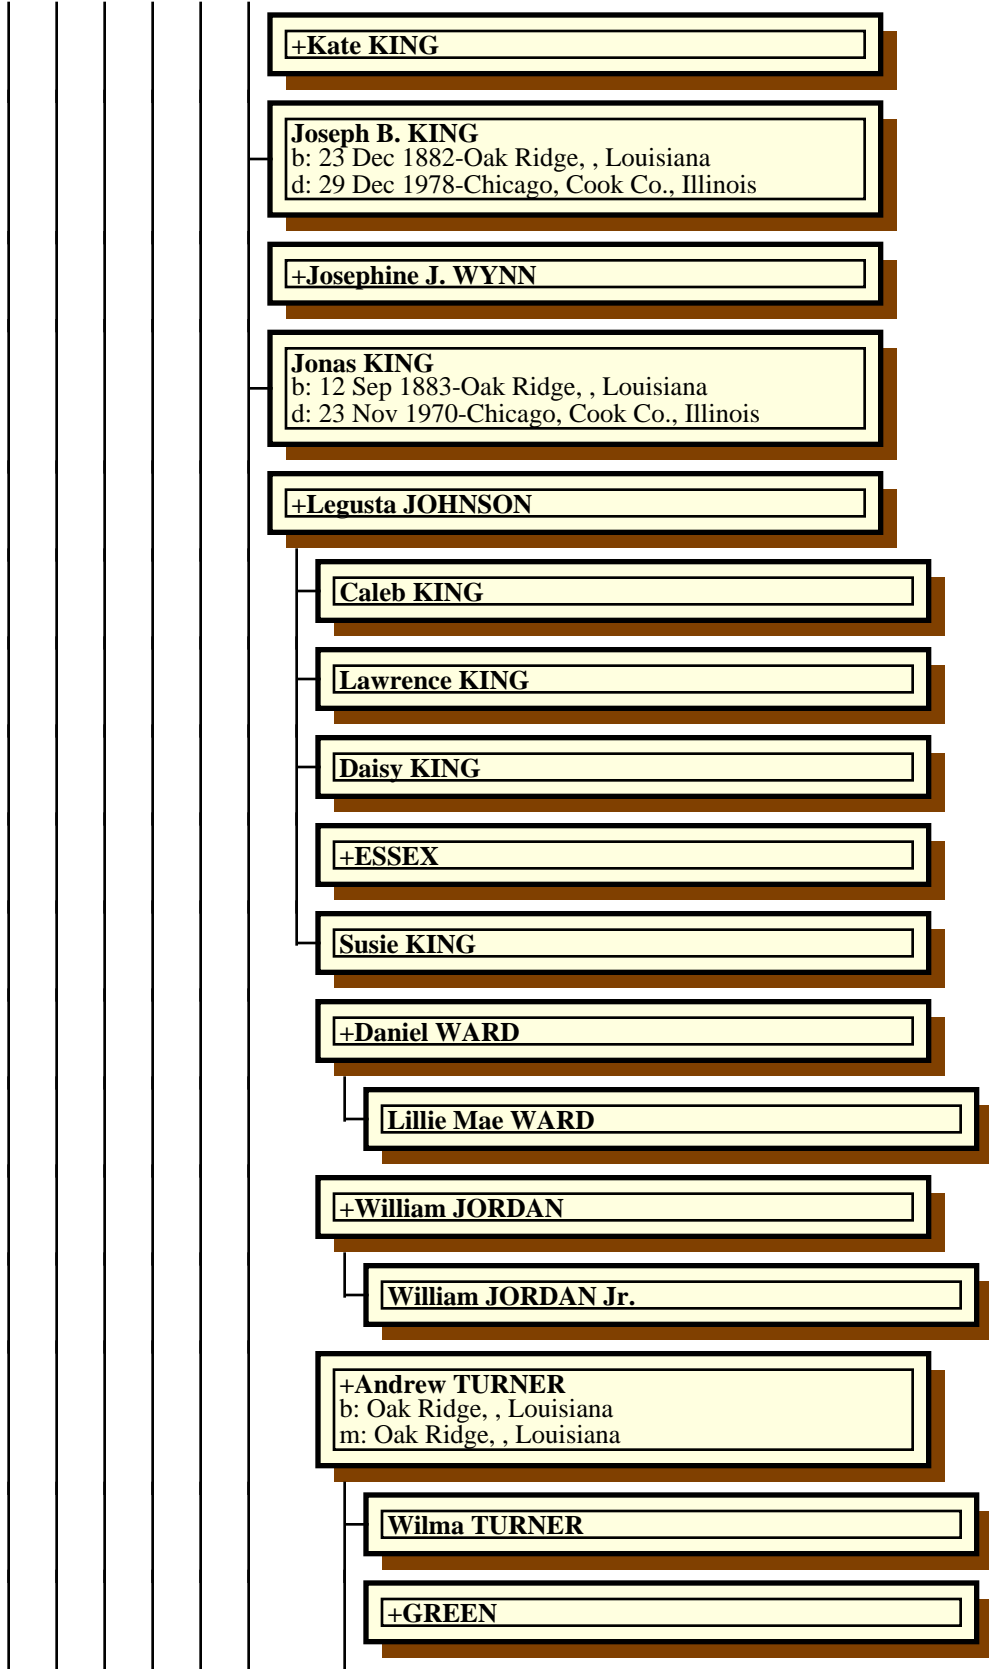 +Kate KING
Joseph B. KING
b: 23 Dec 1882-Oak Ridge, , Louisiana
d: 29 Dec 1978-Chicago, Cook Co., Illinois
+Josephine J. WYNN
Jonas KING
b: 12 Sep 1883-Oak Ridge, , Louisiana
d: 23 Nov 1970-Chicago, Cook Co., Illinois
+Legusta JOHNSON
Caleb KING
Lawrence KING
Daisy KING
+ESSEX
Susie KING
+Daniel WARD
Lillie Mae WARD
+William JORDAN
William JORDAN Jr.
+Andrew TURNER
b: Oak Ridge, , Louisiana
m: Oak Ridge, , Louisiana
Wilma TURNER
+GREEN